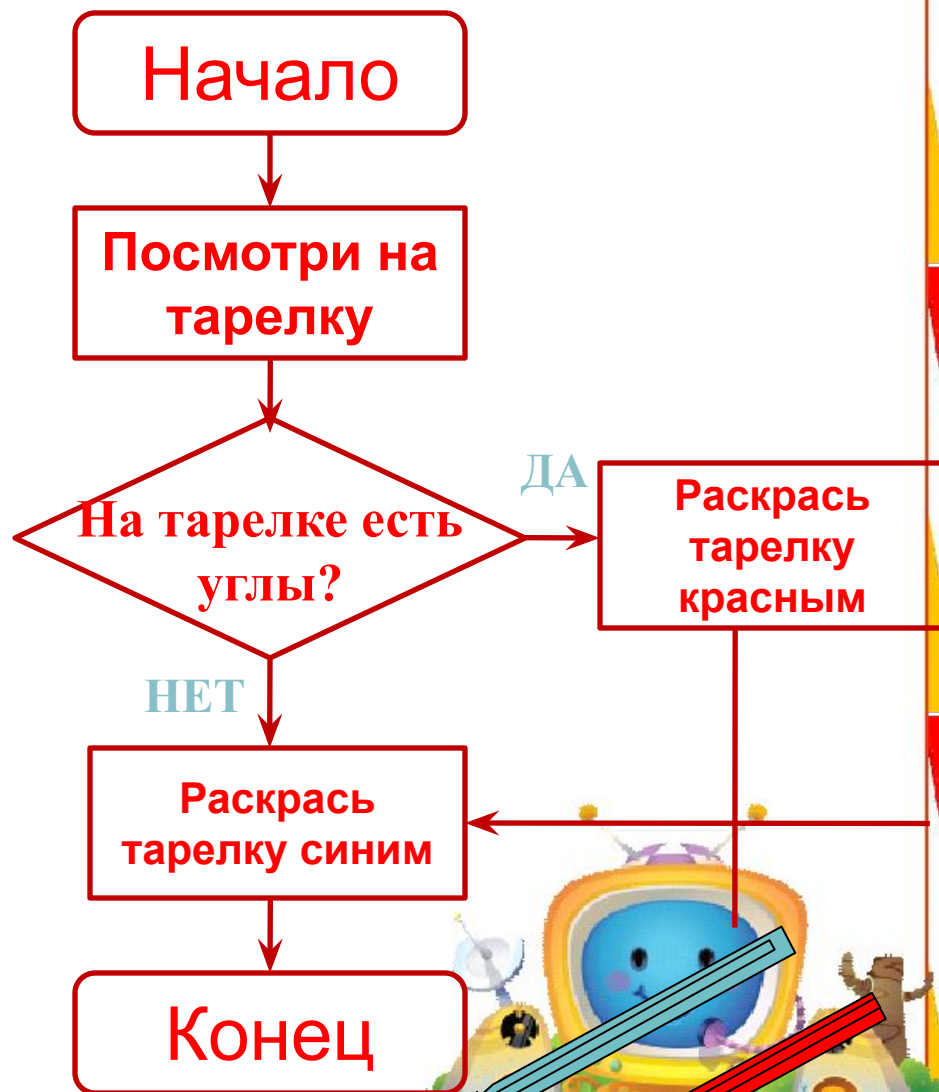 Начало
Посмотри на
тарелку
На тарелке есть
углы?
ДА
Раскрась
тарелку
красным
НЕТ
Раскрась
тарелку синим
Конец